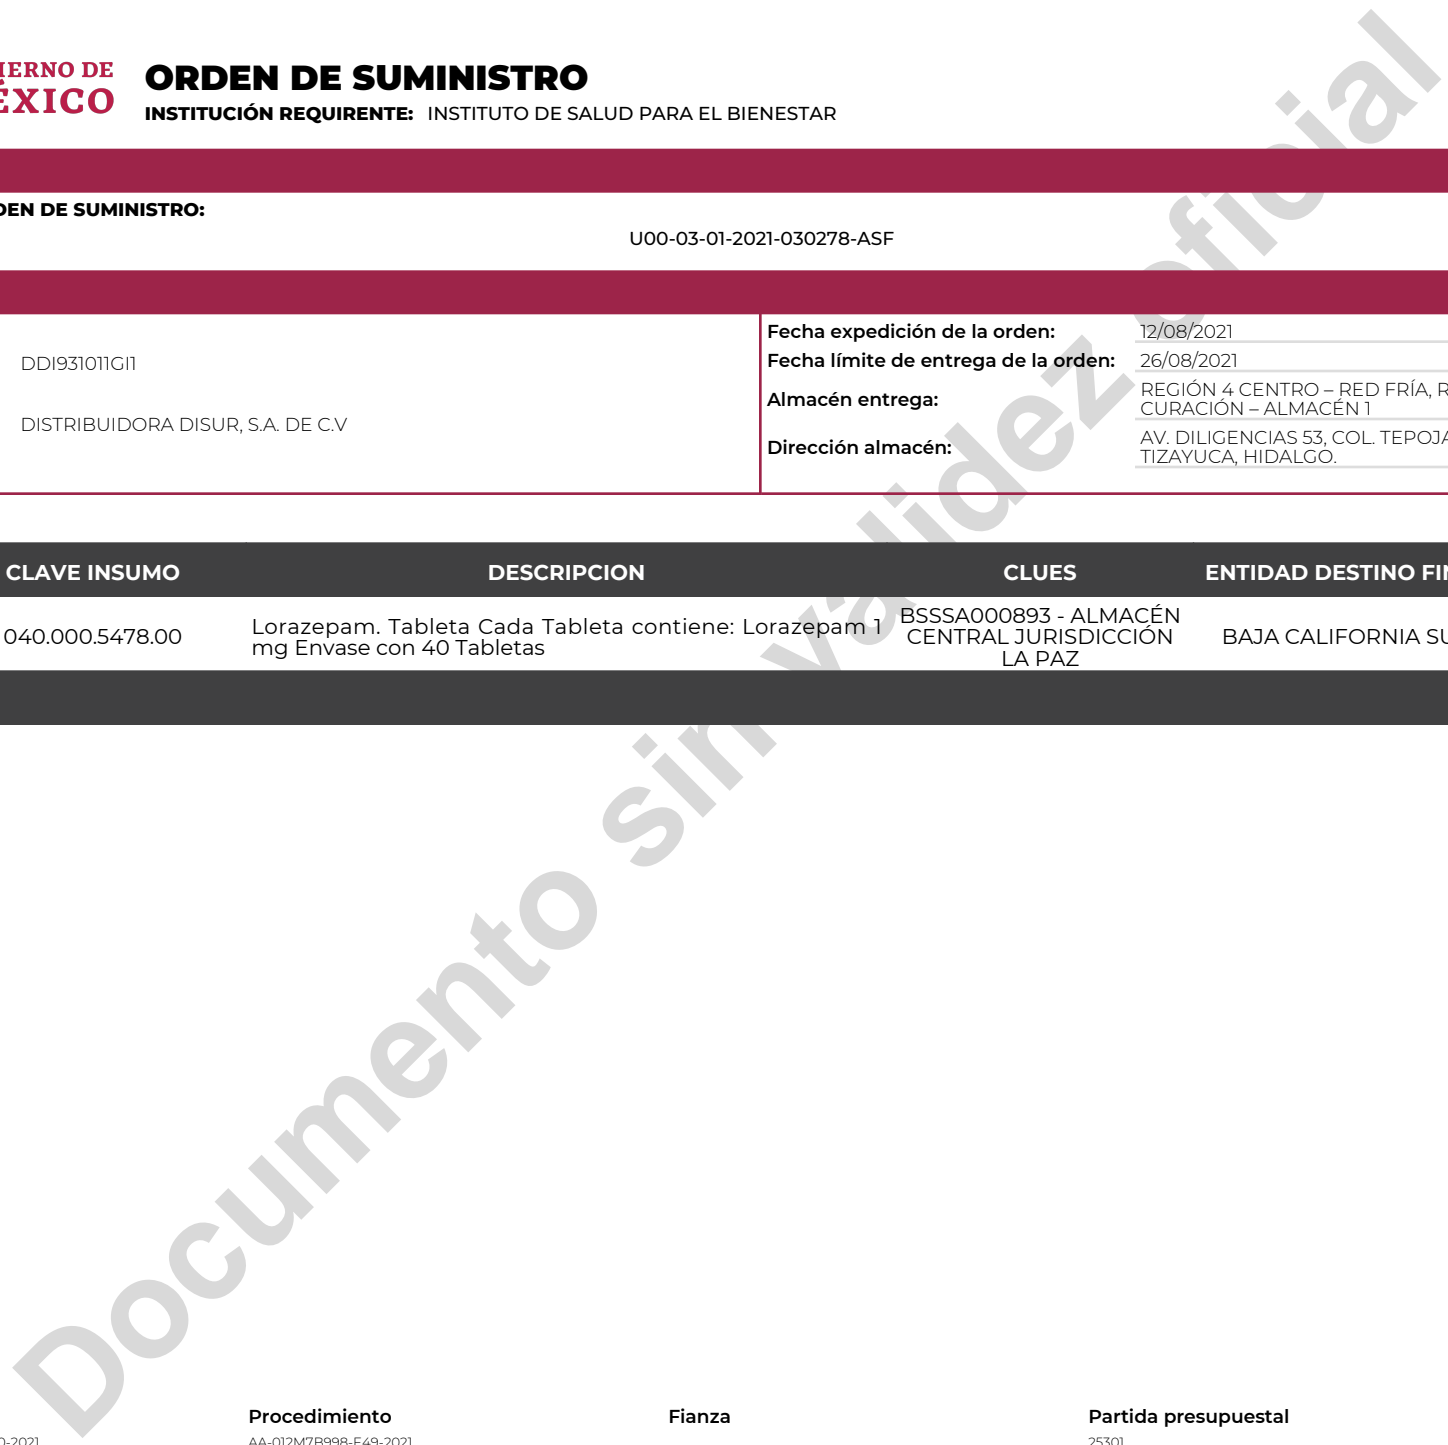 ORDEN DE SUMINISTRO
INSTITUCIÓN REQUIRENTE: INSTITUTO DE SALUD PARA EL BIENESTAR
IERNO DE
ÉXICO
DEN DE SUMINISTRO:
U00-03-01-2021-030278-ASF
DDI931011GI1
DISTRIBUIDORA DISUR, S.A. DE C.V
Fecha expedición de la orden: 12/08/2021
Fecha límite de entrega de la orden: 26/08/2021
Almacén entrega: REGIÓN 4 CENTRO – RED FRÍA, R
CURACIÓN – ALMACÉN 1
Dirección almacén: AV. DILIGENCIAS 53, COL. TEPOJA
TIZAYUCA, HIDALGO.
CLAVE INSUMO DESCRIPCION CLUES ENTIDAD DESTINO FIN
040.000.5478.00
Lorazepam. Tableta Cada Tableta contiene: Lorazepam 1
mg Envase con 40 Tabletas
BSSSA000893 - ALMACÉN
CENTRAL JURISDICCIÓN
LA PAZ
BAJA CALIFORNIA SU
Documento sin validez oficial
Procedimiento Fianza Partida presupuestal
0-2021 AA-012M7B998-E49-2021 25301